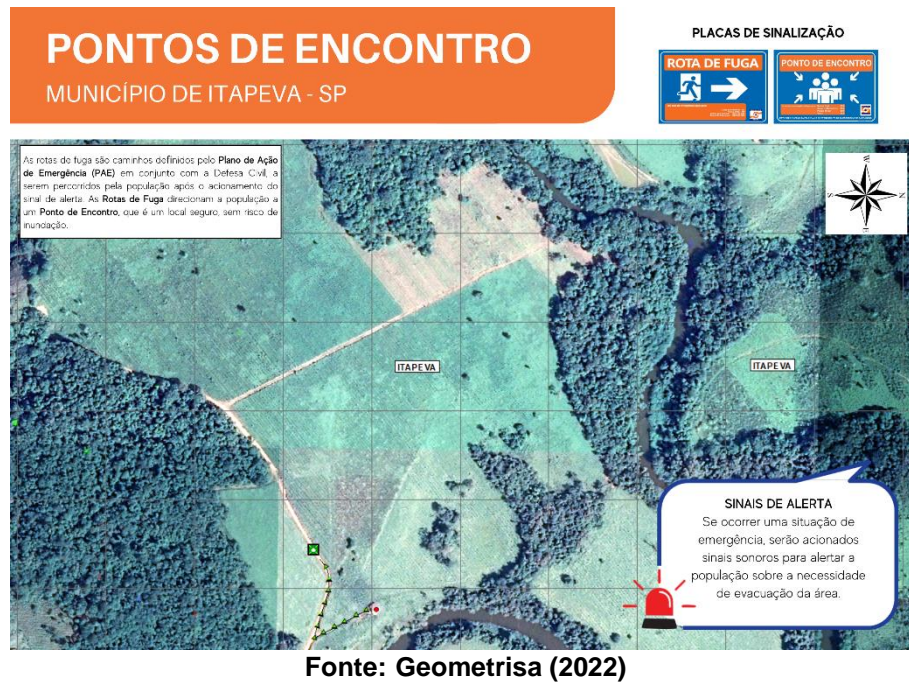 PONTOS DE ENCONTRO
MUNICÍPIO DE ITAPEVA - SP
PLACAS DE SINALIZAÇÃO
ROTA DE FUGA
PONTO DE ENCONTRO
As rotas de fuga são caminhos definidos pelo Plano de Ação
de Emergência (PAE) em conjunto com a Defesa Civil, a
serem percorridos pela população após o acionamento do
sinal de alerta. As Rotas de Fuga direcionam a população a
um Ponto de Encontro, que é um local seguro, sem risco de
inundação.
ITAPEVA
ITAPEVA
SINAIS DE ALERTA
Se ocorrer uma situação de
emergência, serão acionados
sinais sonoros para alertar a
população sobre a necessidade
de evacuação da área.
Fonte: Geometrisa (2022)